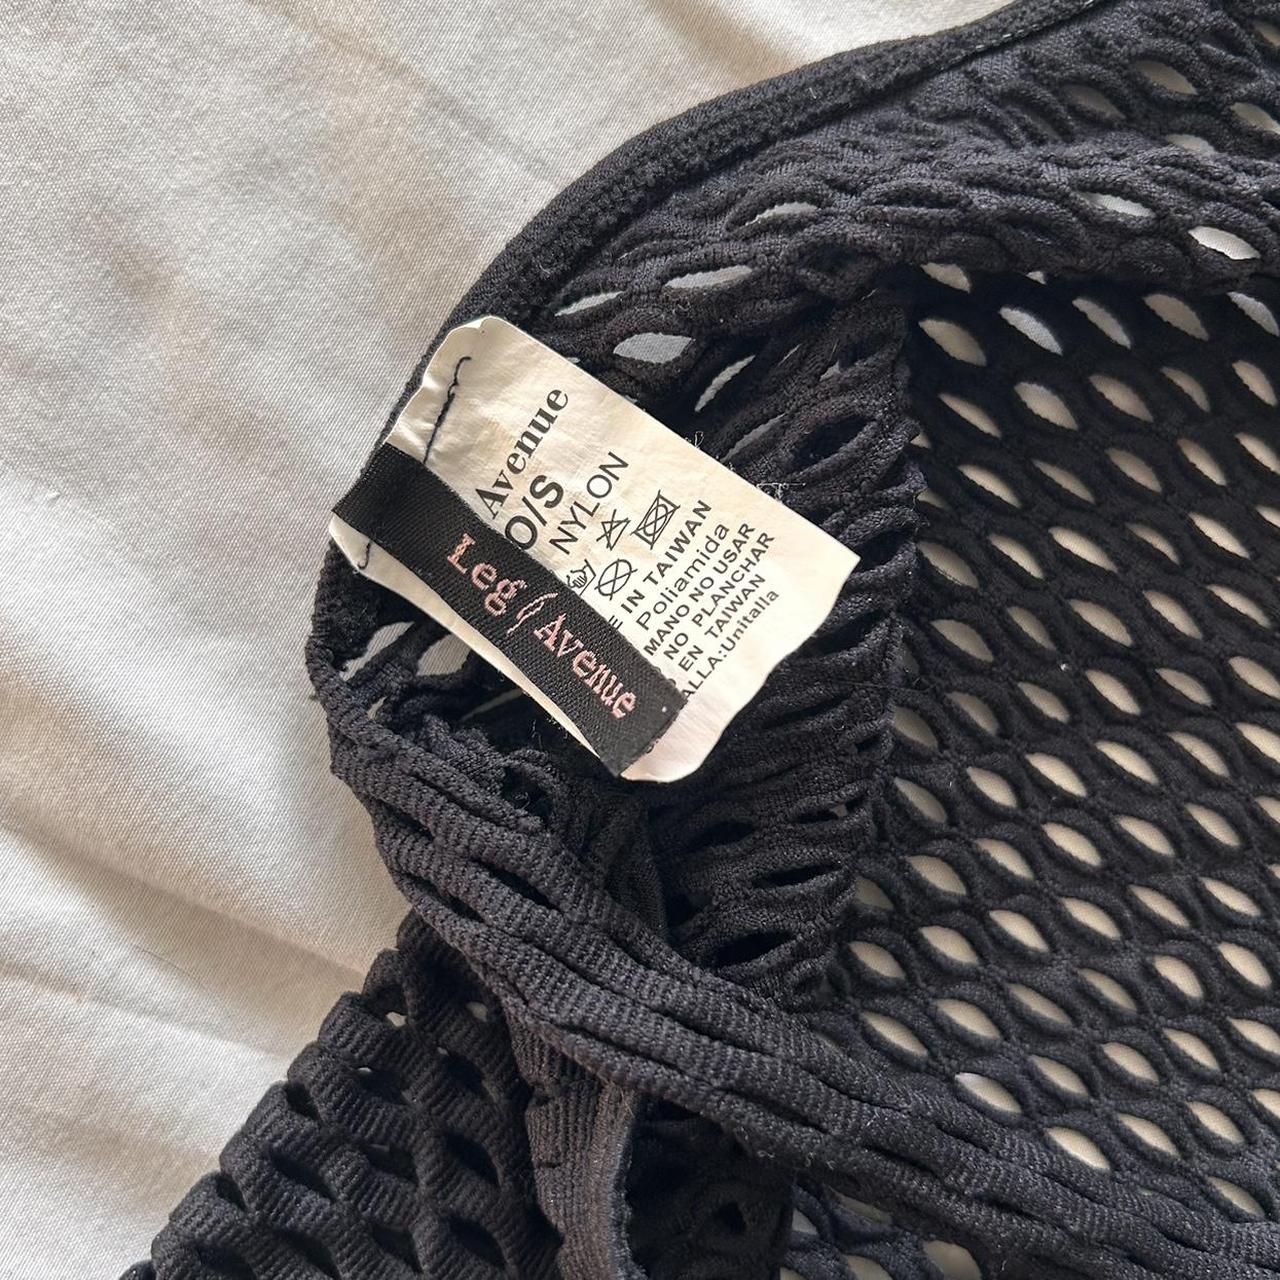 Leg Avenue
Avenue
O/S
NYLON
E IN TAIWAN
Poliamida
MANO NO USAR
NO PLANCHAR
EN TAIWAN
ALLA:Unitalla